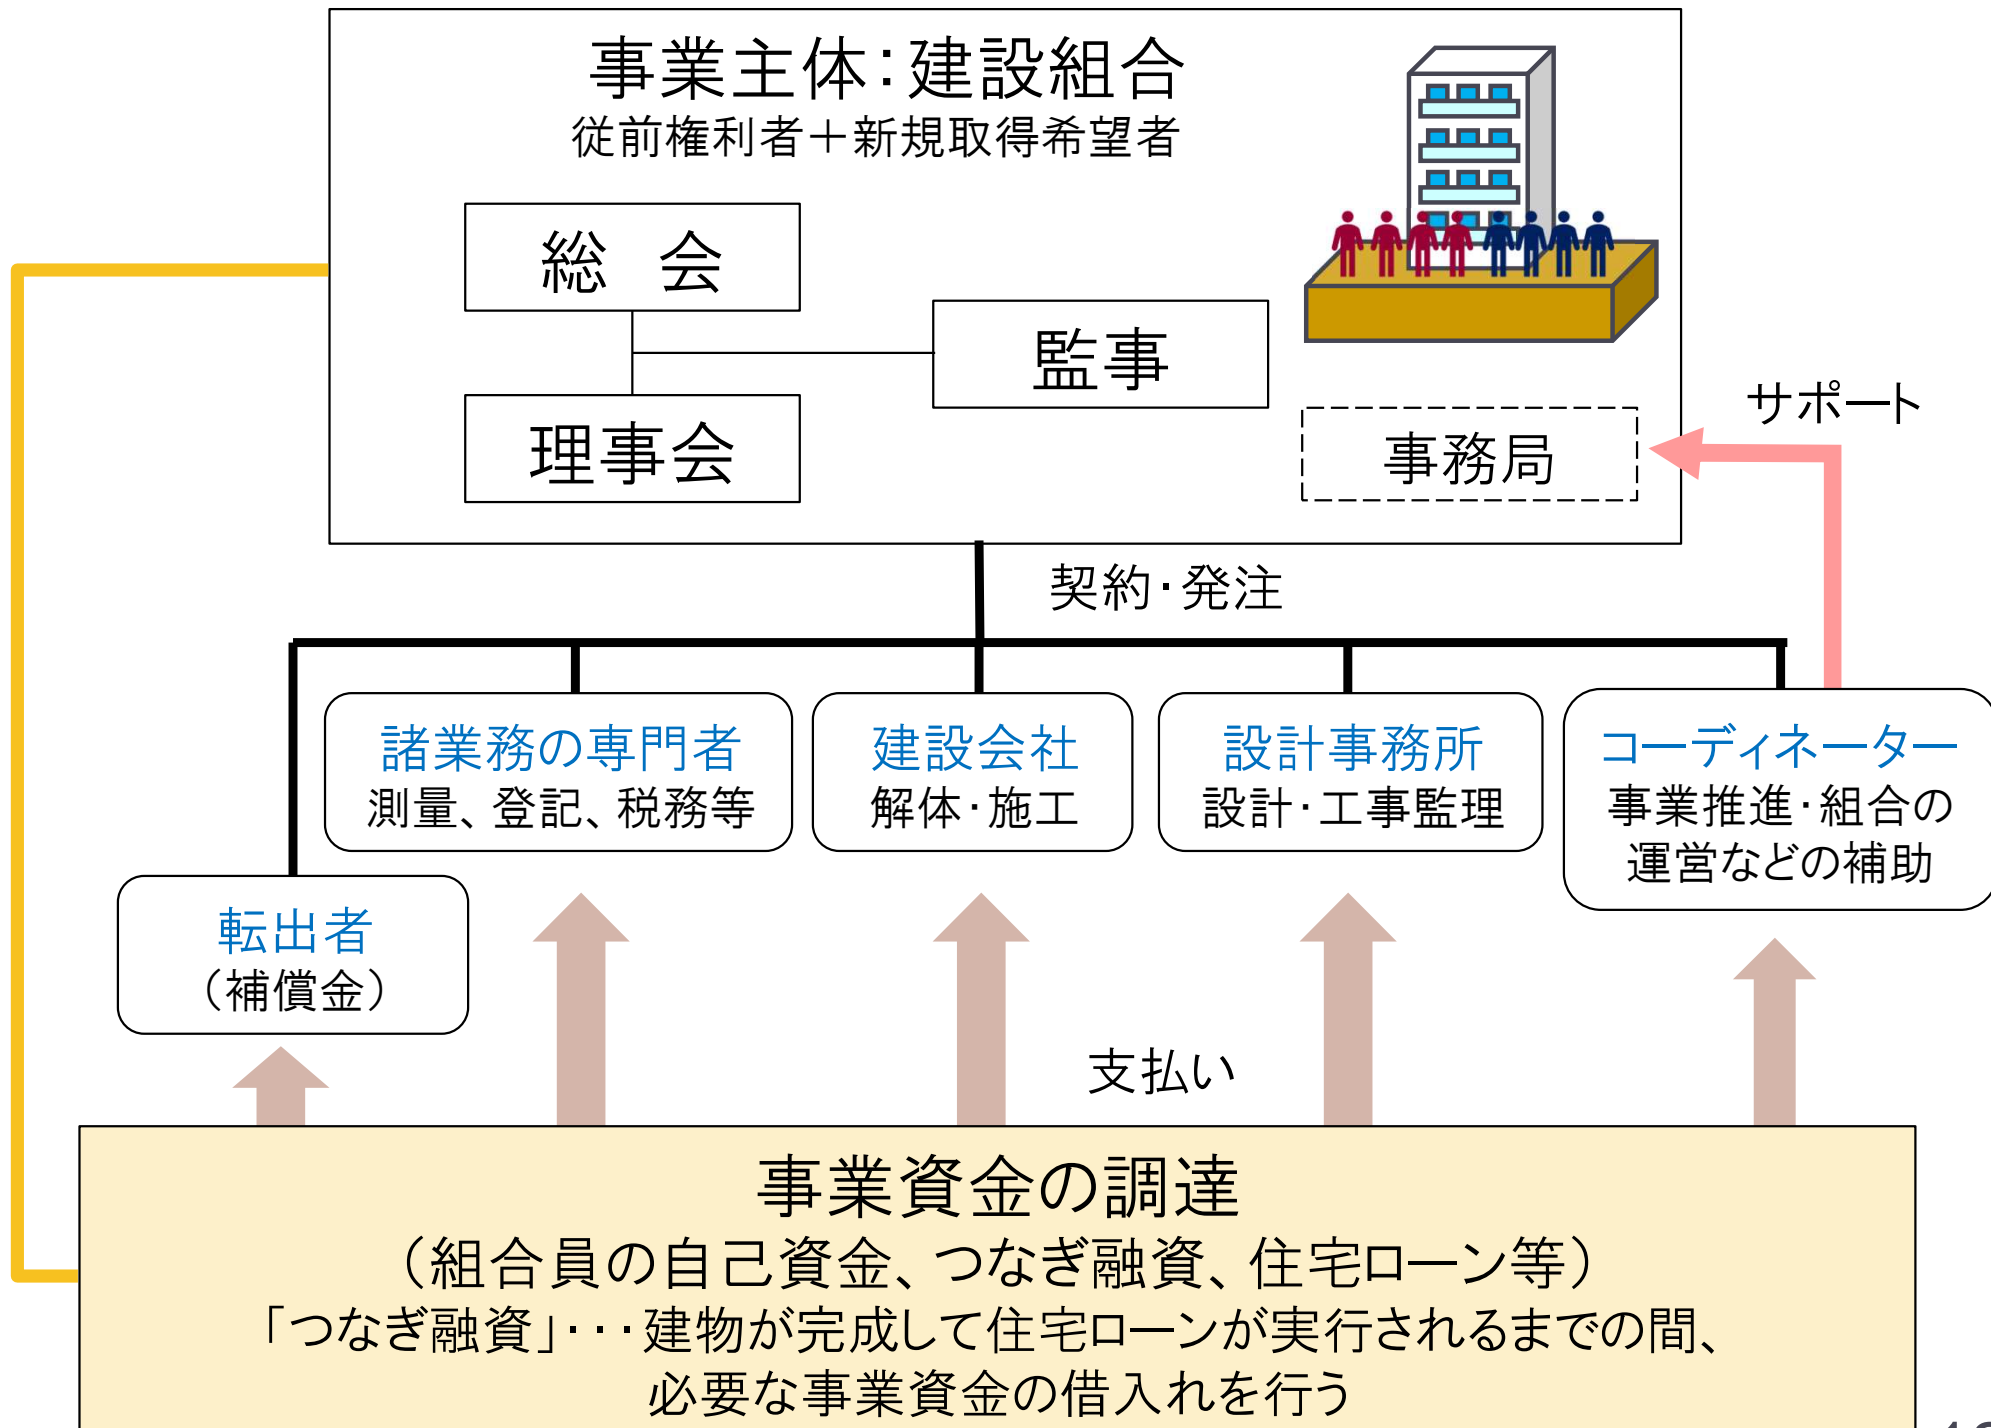 事業主体：建設組合
従前権利者＋新規取得希望者
総　会
監事
理事会
事務局
サポート
契約・発注
諸業務の専門者
測量、登記、税務等
建設会社
解体・施工
設計事務所
設計・工事監理
コーディネーター
事業推進・組合の
運営などの補助
転出者
（補償金）
支払い
事業資金の調達
（組合員の自己資金、つなぎ融資、住宅ローン等）
「つなぎ融資」・・・建物が完成して住宅ローンが実行されるまでの間、
必要な事業資金の借入れを行う